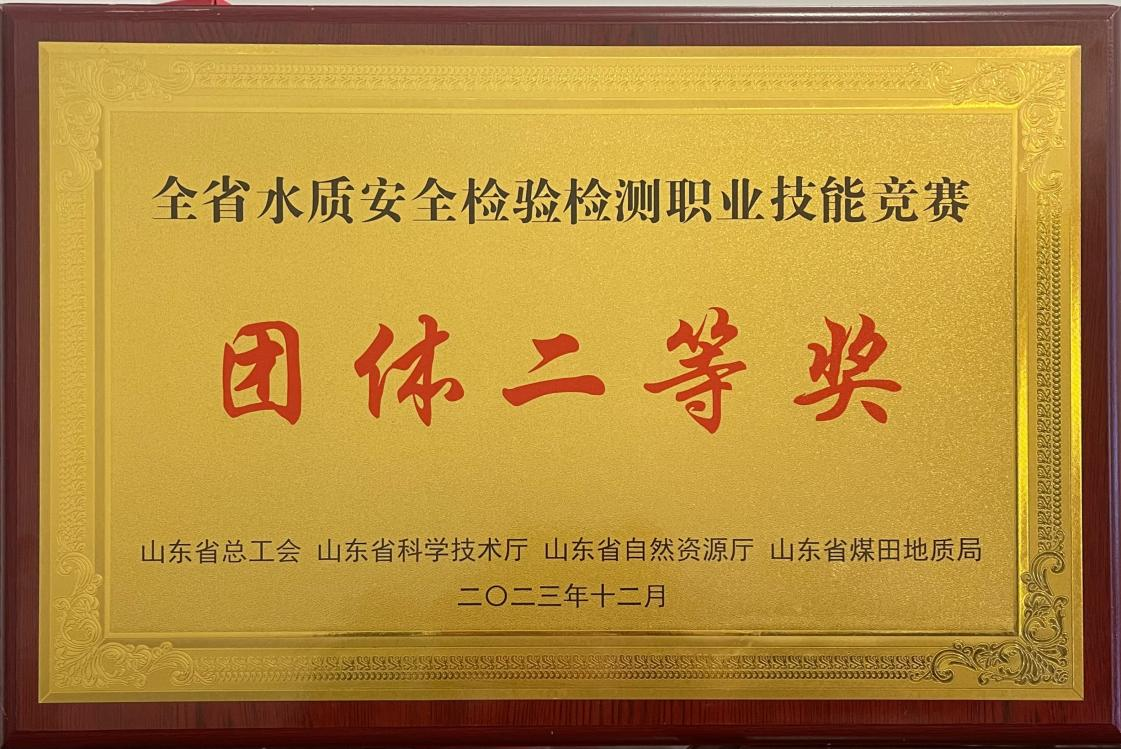 全省水质安全检验检测职业技能竞赛
团体二等奖
山东省总工会 山东省科学技术厅 山东省自然资源厅 山东省煤田地质局
二〇二三年十二月